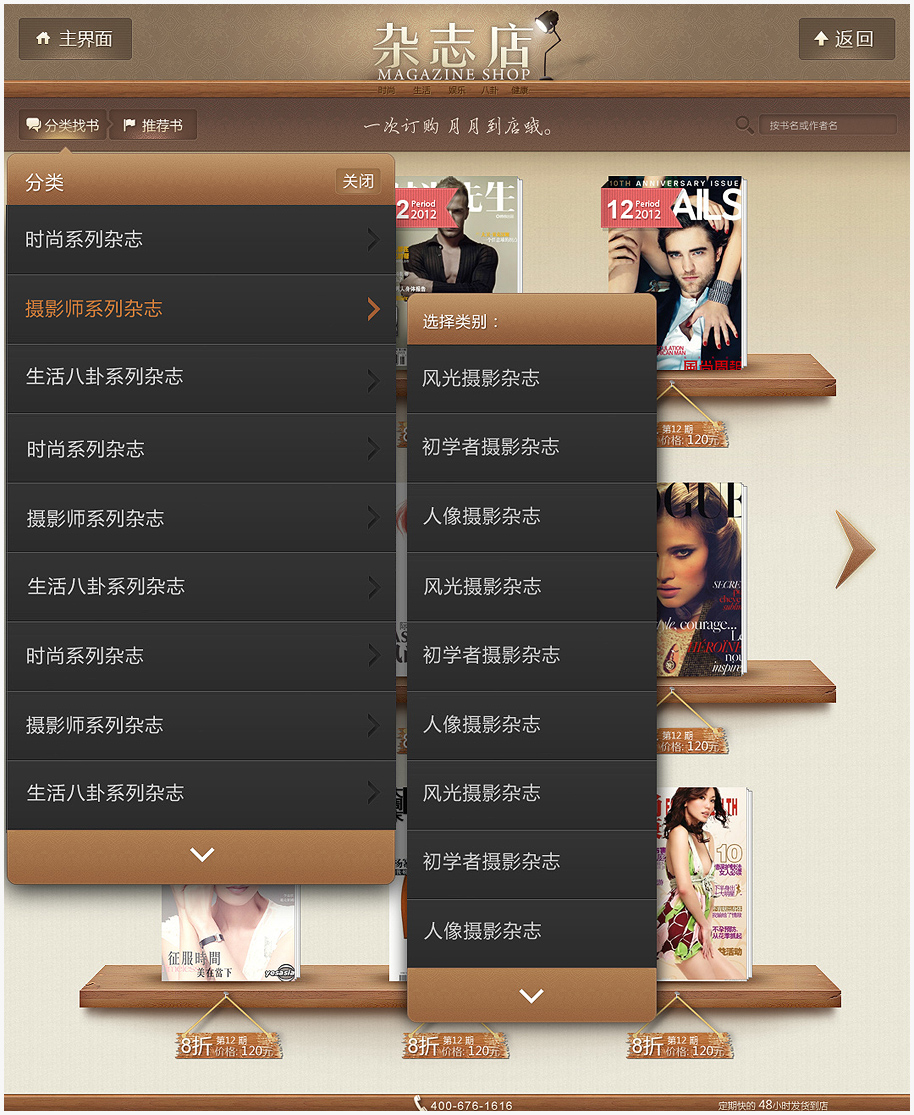 主界面
杂志店
MAGAZINE SHOP
返回
时尚 生活 娱乐 八卦 健康
分类找书
推荐书
一次订购 月月到店哦。
按书名或作者名
分类
关闭
时尚系列杂志
摄影师系列杂志
生活八卦系列杂志
时尚系列杂志
摄影师系列杂志
生活八卦系列杂志
时尚系列杂志
摄影师系列杂志
生活八卦系列杂志
选择类别：
风光摄影杂志
初学者摄影杂志
人像摄影杂志
风光摄影杂志
初学者摄影杂志
人像摄影杂志
风光摄影杂志
初学者摄影杂志
人像摄影杂志
先生
2 Period
2012
10TH ANNIVERSARY ISSUE
AILS
12 Period
2012
第12 期
价格: 120元
OGUE
courage...
第12 期
价格: 120元
10
征服時間
美在當下
yesasia
8折 第12 期
价格: 120元
8折 第12 期
价格: 120元
8折 第12 期
价格: 120元
400-676-1616
定期快的 48小时发货到店